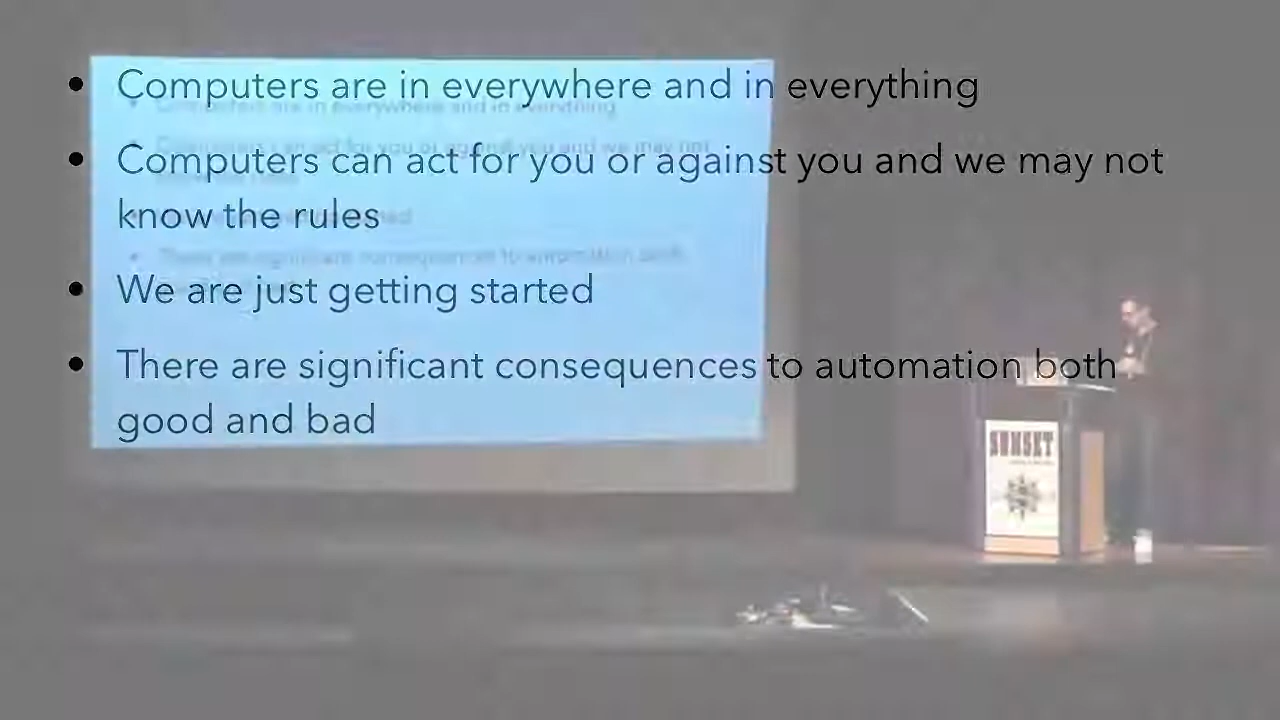 • Computers are in everywhere and in everything
• Computers can act for you or against you and we may not
know the rules
• We are just getting started
• There are significant consequences to automation both
good and bad
SUNSET